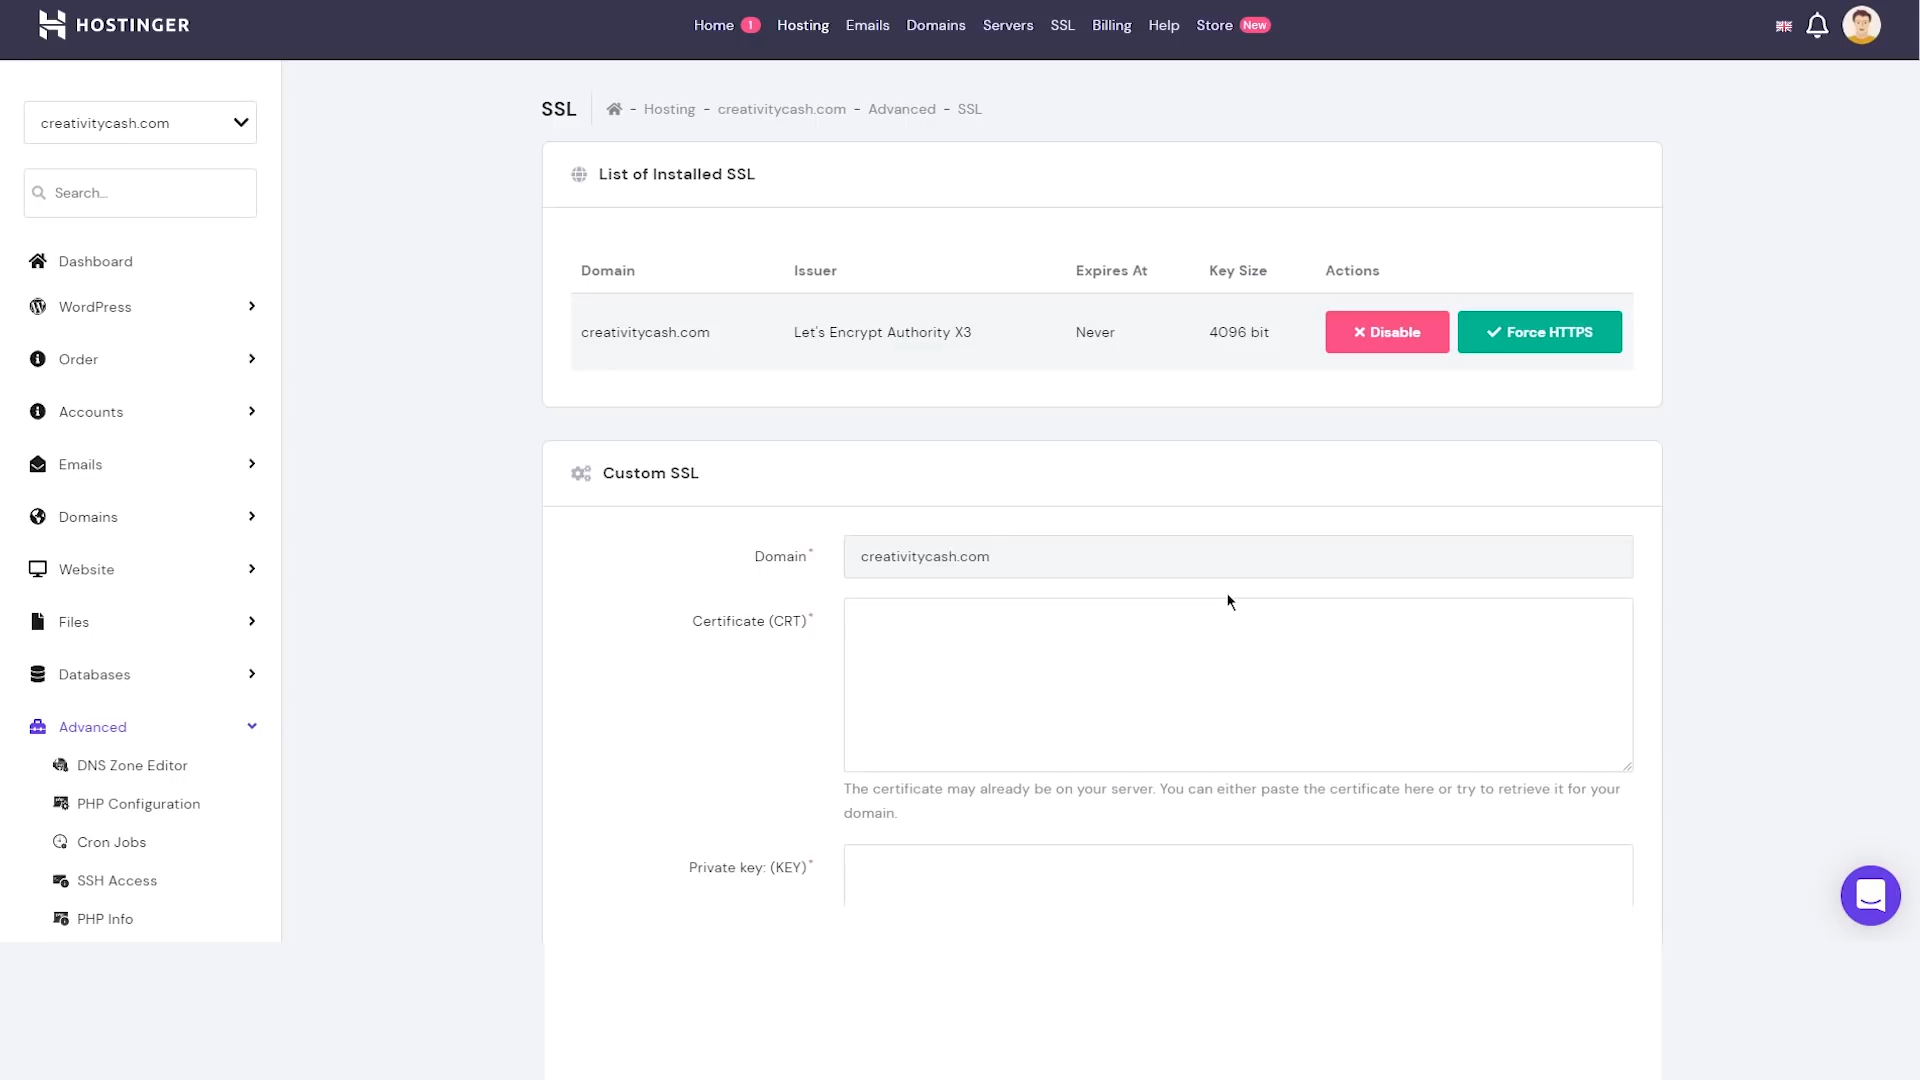 HOSTINGER
Home 1 Hosting Emails Domains Servers SSL Billing Help Store New
creativitycash.com
Search...
Dashboard
WordPress
Order
Accounts
Emails
Domains
Website
Files
Databases
Advanced
DNS Zone Editor
PHP Configuration
Cron Jobs
SSH Access
PHP Info
SSL - Hosting - creativitycash.com - Advanced - SSL
List of Installed SSL
Domain Issuer Expires At Key Size Actions
creativitycash.com Let's Encrypt Authority X3 Never 4096 bit Disable Force HTTPS
Custom SSL
Domain* creativitycash.com
Certificate (CRT)*
The certificate may already be on your server. You can either paste the certificate here or try to retrieve it for your
domain.
Private key: (KEY)*